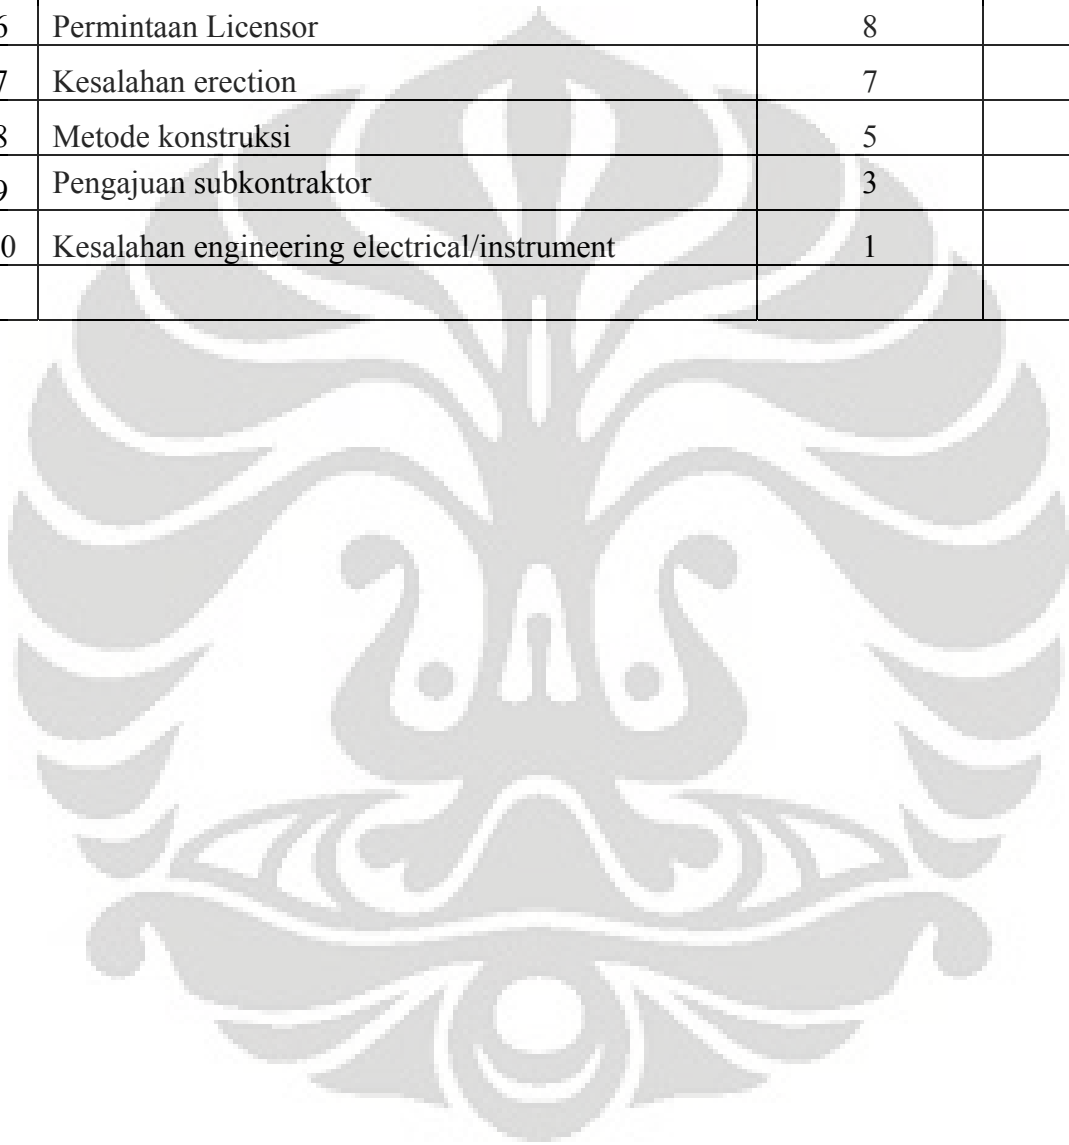 6 Permintaan Licensor 8
7 Kesalahan erection 7
8 Metode konstruksi 5
9 Pengajuan subkontraktor 3
0 Kesalahan engineering electrical/instrument 1